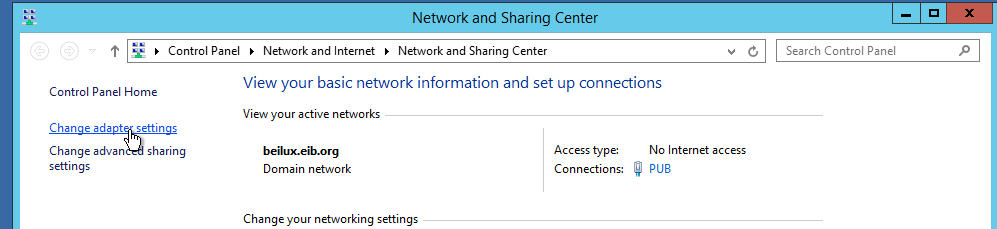 Network and Sharing Center
Control Panel Network and Internet Network and Sharing Center Search Control Panel
Control Panel Home
Change adapter settings
Change advanced sharing
settings
View your basic network information and set up connections
View your active networks
beilux.eib.org
Domain network
Access type: No Internet access
Connections: PUB
Change your networking settings